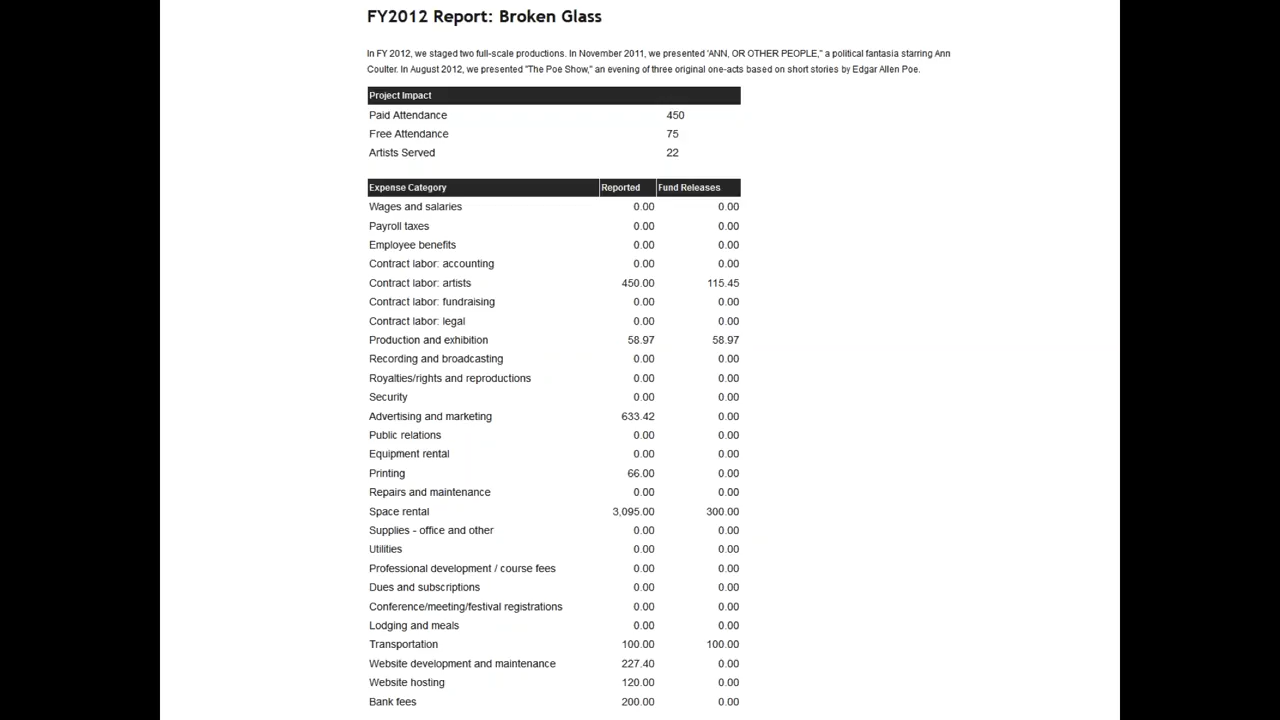 FY2012 Report: Broken Glass
In FY 2012, we staged two full-scale productions. In November 2011, we presented 'ANN, OR OTHER PEOPLE," a political fantasia starring Ann
Coulter. In August 2012, we presented "The Poe Show," an evening of three original one-acts based on short stories by Edgar Allen Poe.
Project Impact
Paid Attendance 450
Free Attendance 75
Artists Served 22
Expense Category Reported Fund Releases
Wages and salaries 0.00 0.00
Payroll taxes 0.00 0.00
Employee benefits 0.00 0.00
Contract labor: accounting 0.00 0.00
Contract labor: artists 450.00 115.45
Contract labor: fundraising 0.00 0.00
Contract labor: legal 0.00 0.00
Production and exhibition 58.97 58.97
Recording and broadcasting 0.00 0.00
Royalties/rights and reproductions 0.00 0.00
Security 0.00 0.00
Advertising and marketing 633.42 0.00
Public relations 0.00 0.00
Equipment rental 0.00 0.00
Printing 66.00 0.00
Repairs and maintenance 0.00 0.00
Space rental 3,095.00 300.00
Supplies - office and other 0.00 0.00
Utilities 0.00 0.00
Professional development / course fees 0.00 0.00
Dues and subscriptions 0.00 0.00
Conference/meeting/festival registrations 0.00 0.00
Lodging and meals 0.00 0.00
Transportation 100.00 100.00
Website development and maintenance 227.40 0.00
Website hosting 120.00 0.00
Bank fees 200.00 0.00